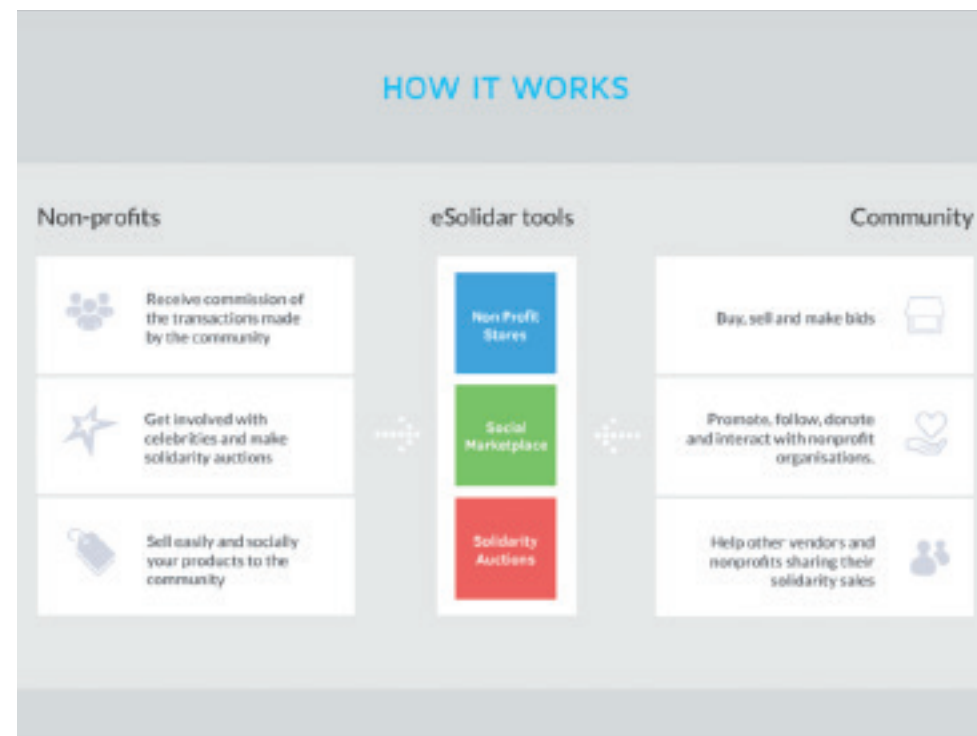 HOW IT WORKS
Non-profits
Receive commission of
the transactions made
by the community
Get involved with
celebrities and make
solidarity auctions
Sell easily and socially
your products to the
community
eSolidar tools
Non Profit
Stores
Social
Marketplace
Solidarity
Auctions
Community
Buy, sell and make bids
Promote, follow, donate
and interact with nonprofit
organisations.
Help other vendors and
nonprofits sharing their
solidarity sales